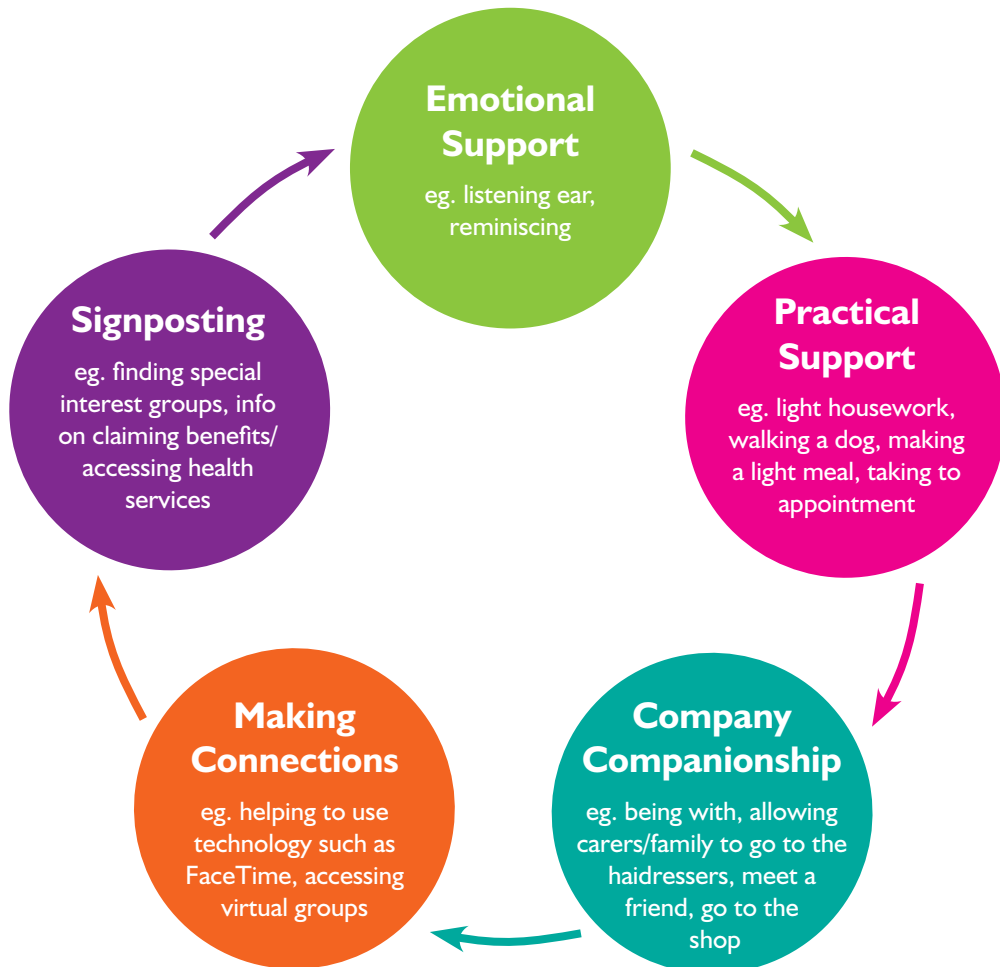 Emotional
Support
eg. listening ear,
reminiscing
Practical
Support
eg. light housework,
walking a dog, making
a light meal, taking to
appointment
Company
Companionship
eg. being with, allowing
carers/family to go to the
haidressers, meet a
friend, go to the
shop
Making
Connections
eg. helping to use
technology such as
FaceTime, accessing
virtual groups
Signposting
eg. finding special
interest groups, info
on claiming benefits/
accessing health
services